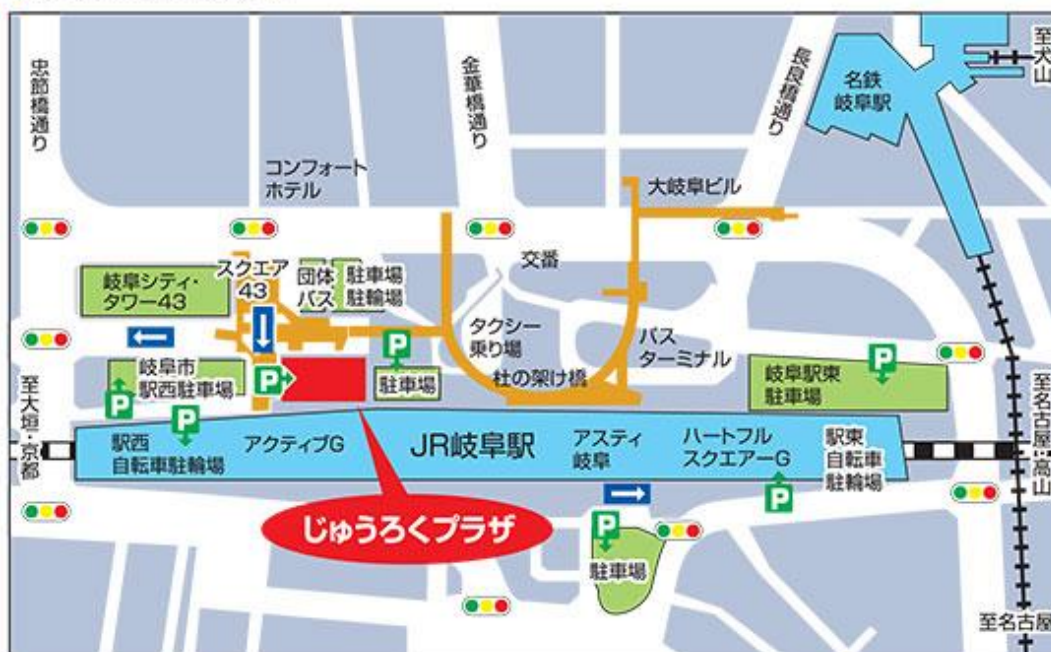 忠節橋通り
金華橋通り
長良橋通り
至犬山
名鉄
岐阜駅
コンフォート
ホテル
大岐阜ビル
岐阜シティ・
タワー43
スクエア
43
団体
バス
駐車場
駐輪場
交番
タクシー
乗り場
バス
ターミナル
杜の架け橋
岐阜市
駅西駐車場
P
P
P
駐車場
岐阜駅東
駐車場
P
至大垣・京都
P
駅西
自転車駐輪場
アクティブG
JR岐阜駅
アスティ
岐阜
ハートフル
スクエアーG
P
駅東
自転車
駐輪場
至名古屋・高山
じゅうろくプラザ
P
駐車場
至名古屋